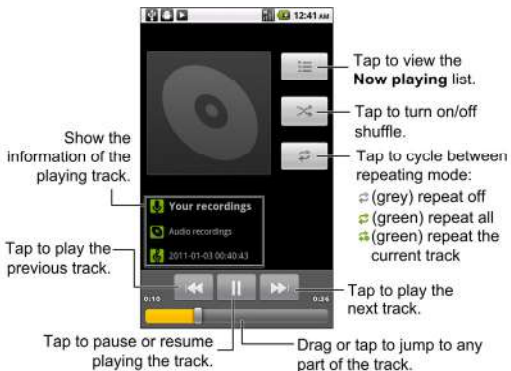 12:41 AM
Tap to view the
Now playing list.
Tap to turn on/off
shuffle.
Tap to cycle between
repeating mode:
(grey) repeat off
(green) repeat all
(green) repeat the
current track
Show the
information of the
playing track.
Your recordings
Audio recordings
2011-01-03 00:40:43
Tap to play the
previous track.
0:10
0:26
Tap to play the
next track.
Tap to pause or resume
playing the track.
Drag or tap to jump to any
part of the track.